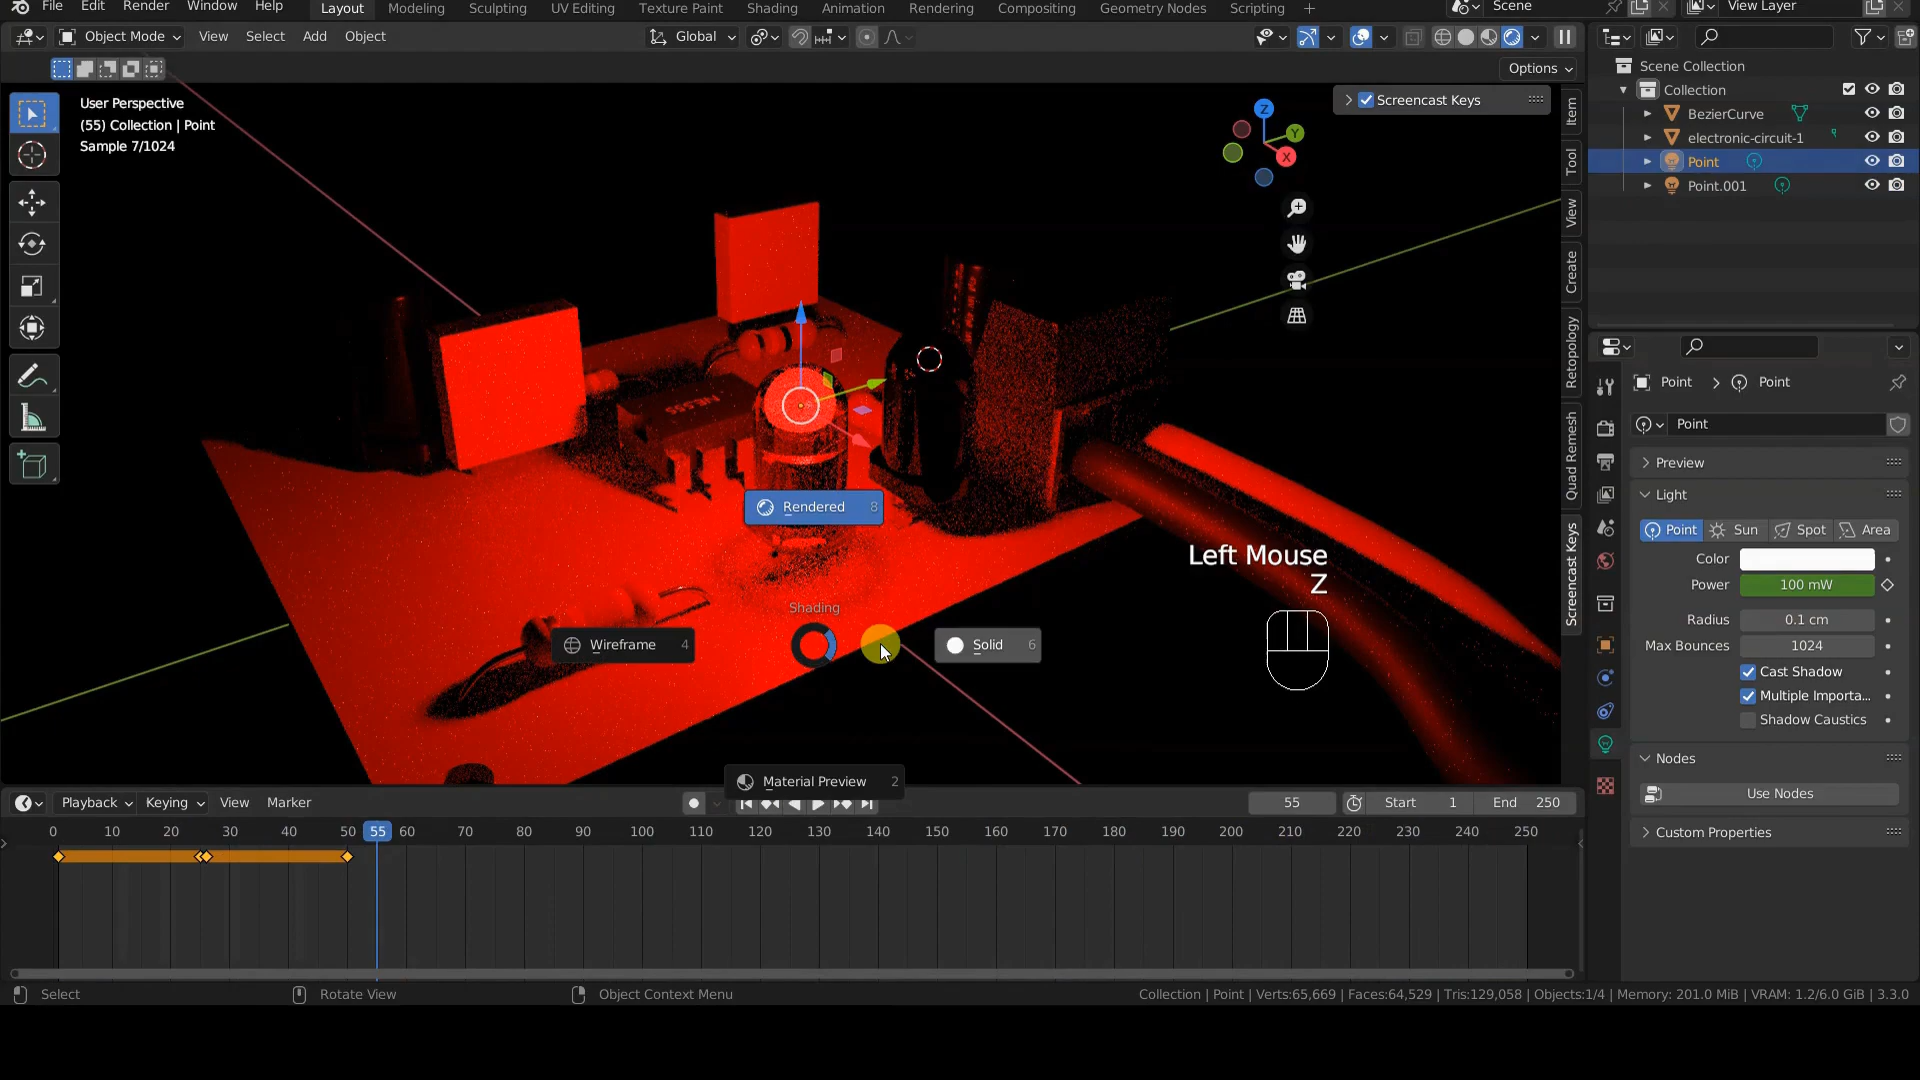 File Edit Render Window Help Layout Modeling Sculpting UV Editing Texture Paint Shading Animation Rendering Compositing Geometry Nodes Scripting + Scene View Layer
Object Mode View Select Add Object Global
Options
User Perspective
(55) Collection | Point
Sample 7/1024
Screencast Keys
Z
Y
X
Item
Tool
View
Create
Retopology
Quad Remesh
Screencast Keys
NE555
Rendered 8
Shading
Wireframe 4
Solid 6
Material Preview 2
Left Mouse
Z
Scene Collection
Collection
BezierCurve
electronic-circuit-1
Point
Point.001
Point Point
Point
Preview
Light
Point Sun Spot Area
Color
Power 100 mW
Radius 0.1 cm
Max Bounces 1024
Cast Shadow
Multiple Importa...
Shadow Caustics
Nodes
Use Nodes
Custom Properties
Playback Keying View Marker 55 Start 1 End 250
0 10 20 30 40 50 55 60 70 80 90 100 110 120 130 140 150 160 170 180 190 200 210 220 230 240 250
Select Rotate View Object Context Menu Collection | Point | Verts:65,669 | Faces:64,529 | Tris:129,058 | Objects:1/4 | Memory: 201.0 MiB | VRAM: 1.2/6.0 GiB | 3.3.0